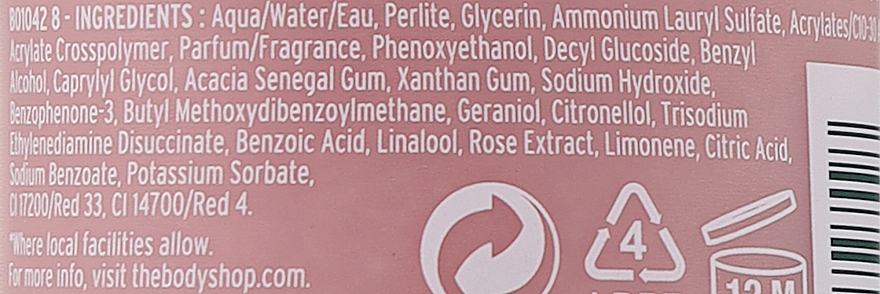 B01042 8 - INGREDIENTS : Aqua/Water/Eau, Perlite, Glycerin, Ammonium Lauryl Sulfate, Acrylates/C10-30
Acrylate Crosspolymer, Parfum/Fragrance, Phenoxyethanol, Decyl Glucoside, Benzyl
Alcohol, Caprylyl Glycol, Acacia Senegal Gum, Xanthan Gum, Sodium Hydroxide,
Benzophenone-3, Butyl Methoxydibenzoylmethane, Geraniol, Citronellol, Trisodium
Ethylenediamine Disuccinate, Benzoic Acid, Linalool, Rose Extract, Limonene, Citric Acid,
Sodium Benzoate, Potassium Sorbate,
CI 17200/Red 33, CI 14700/Red 4.
*Where local facilities allow.
For more info, visit thebodyshop.com.
4
12 M